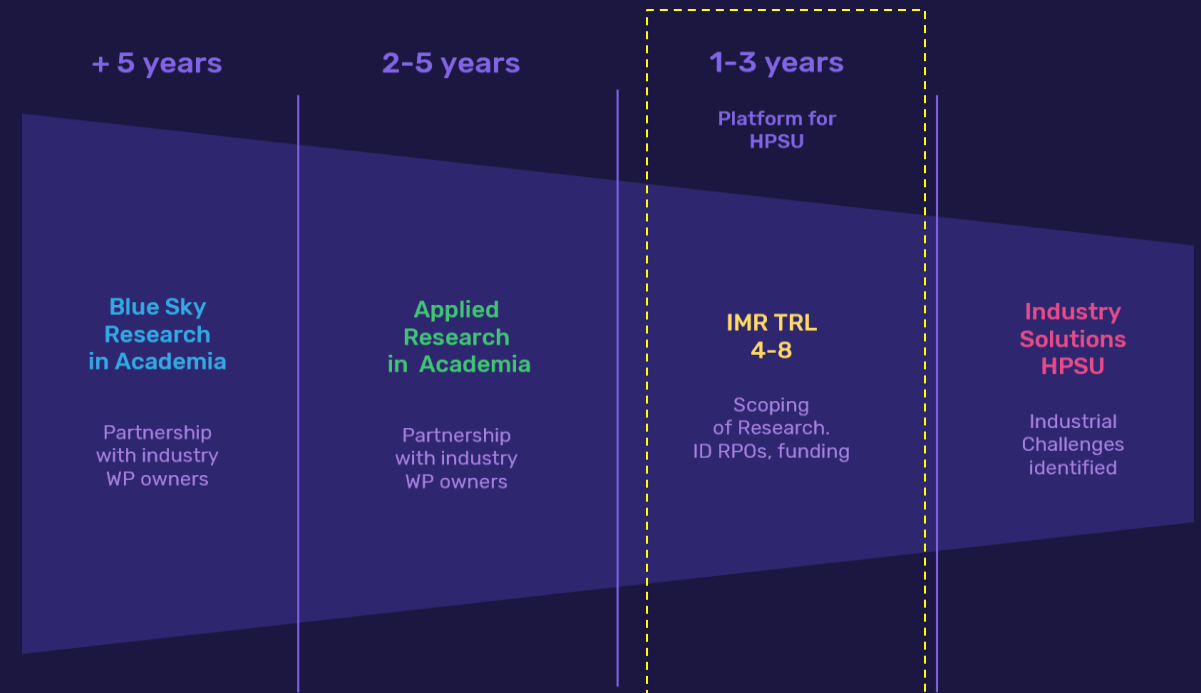 + 5 years
2-5 years
1-3 years
Platform for
HPSU
Blue Sky
Research
in Academia
Partnership
with industry
WP owners
Applied
Research
in Academia
Partnership
with industry
WP owners
IMR TRL
4-8
Scoping
of Research.
ID RPOs, funding
Industry
Solutions
HPSU
Industrial
Challenges
identified